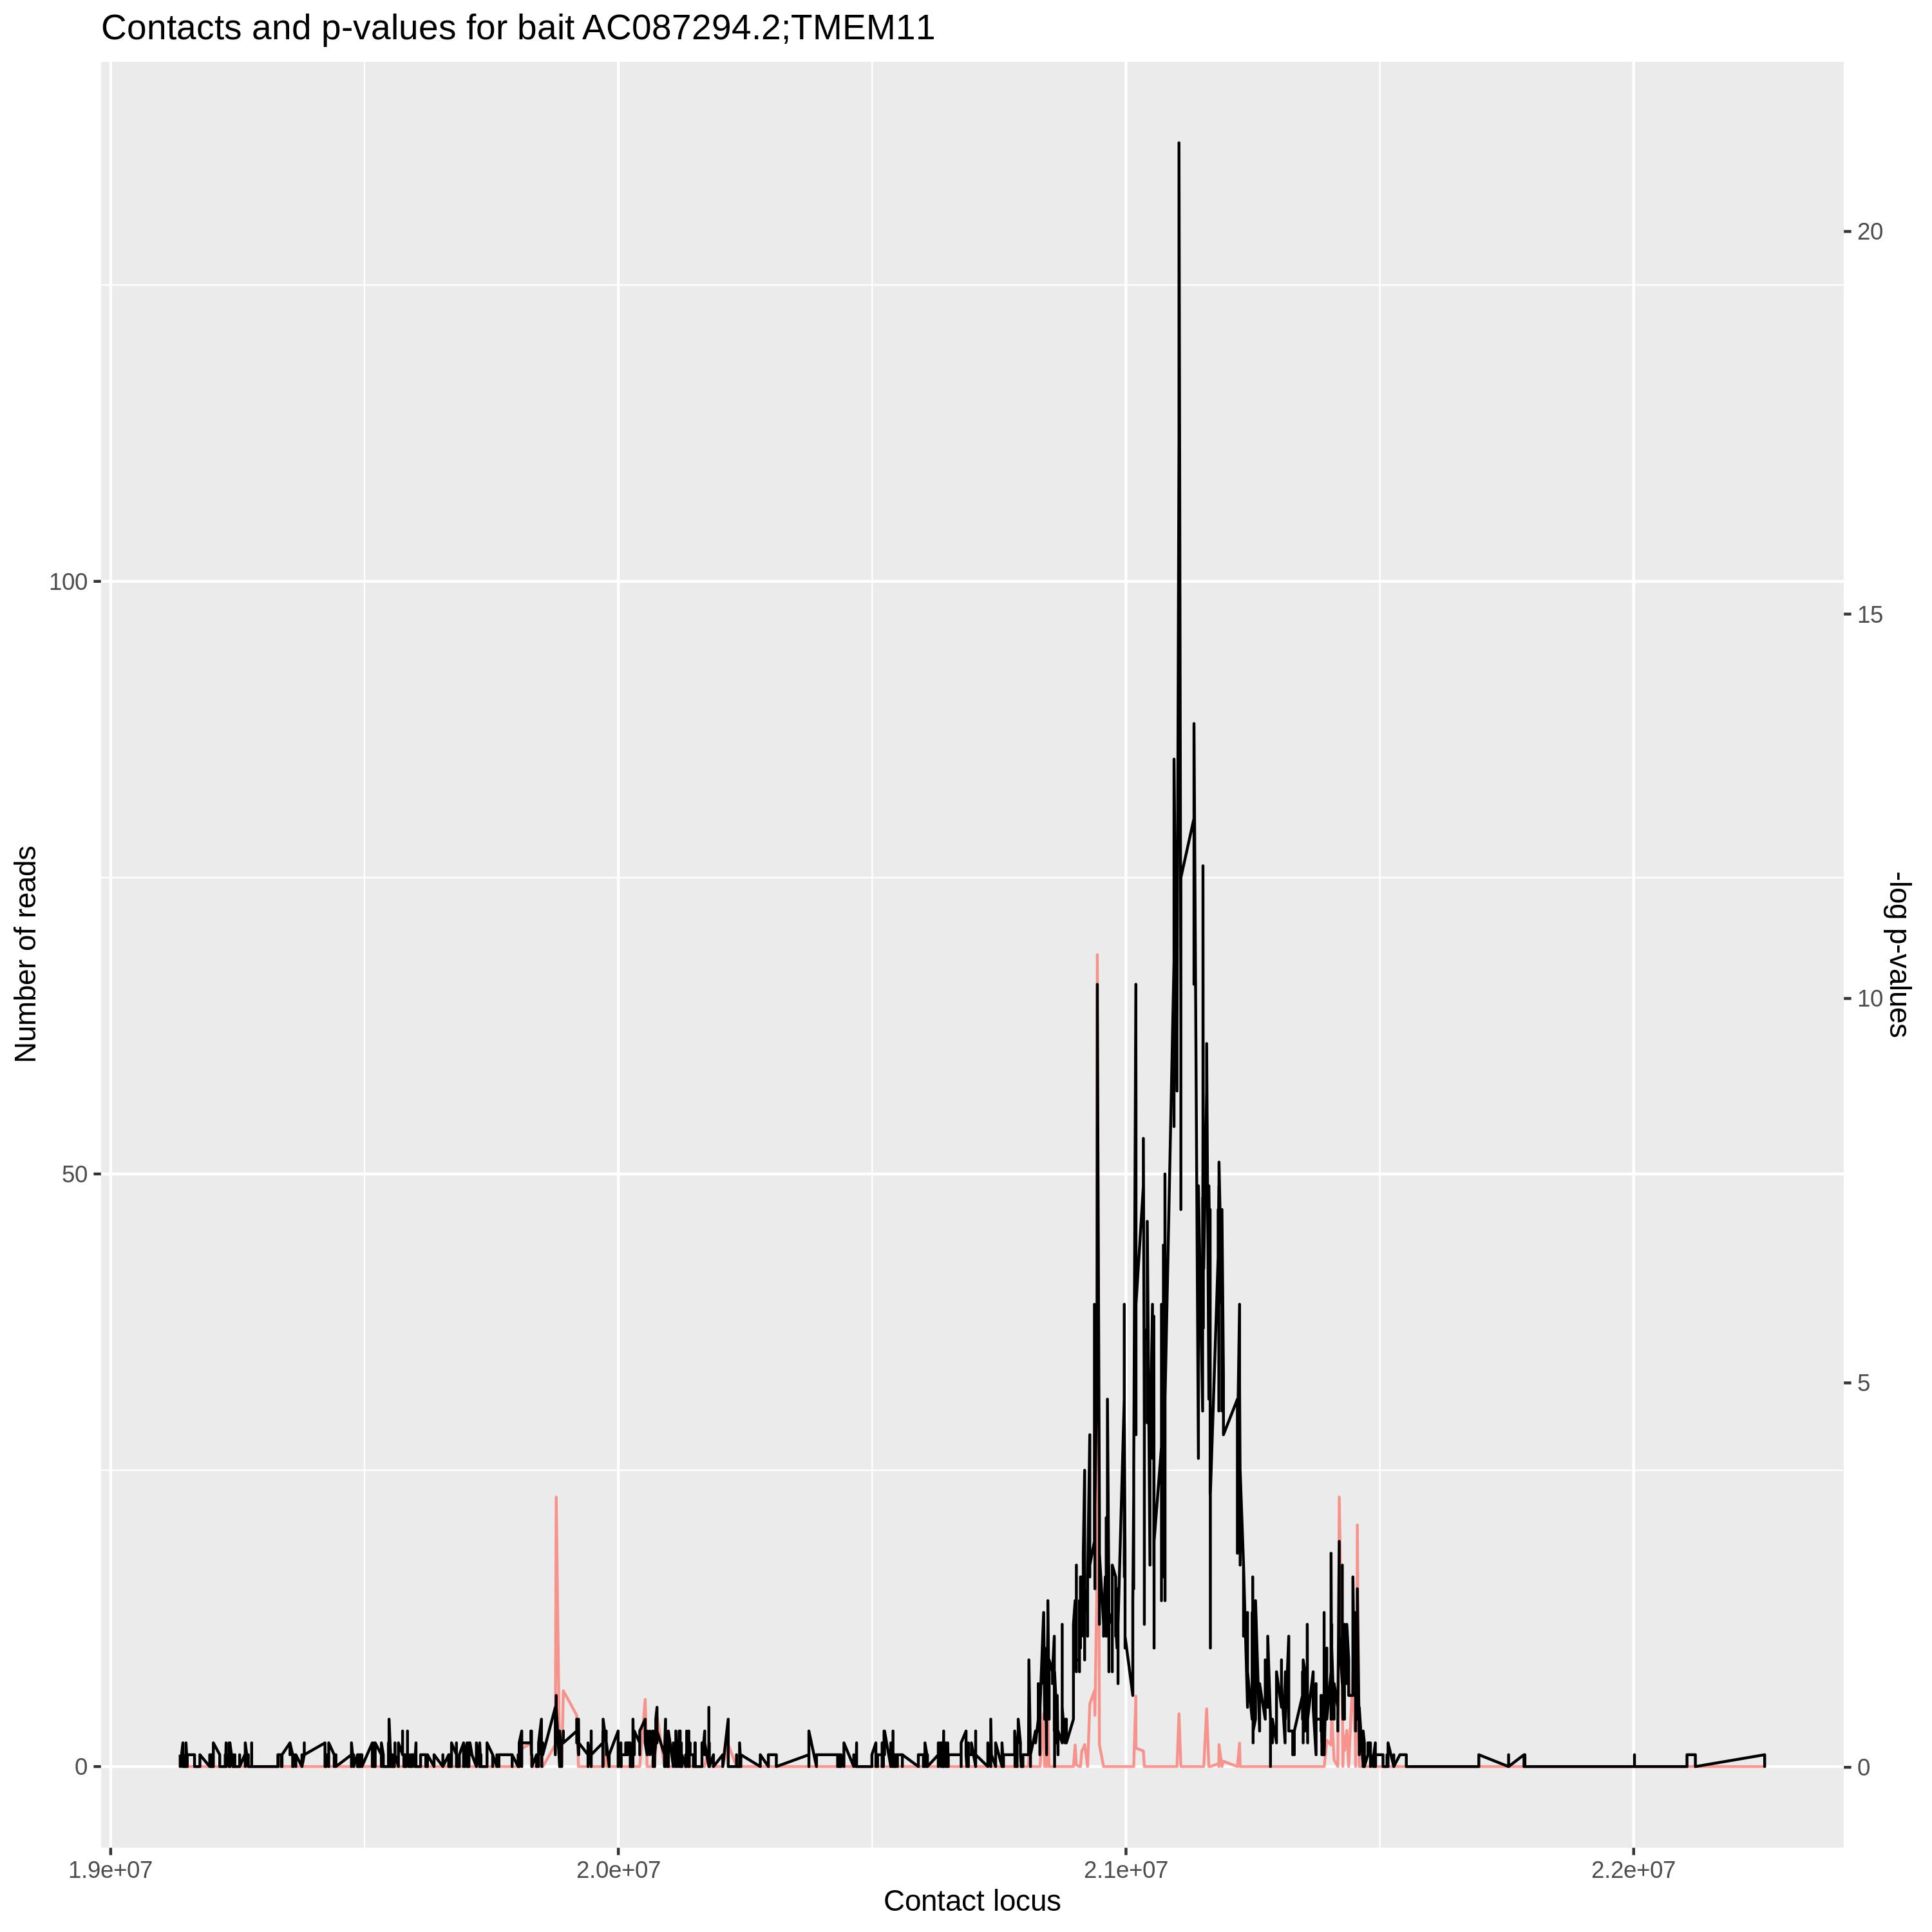 Contacts and p-values for bait AC087294.2;TMEM11
Number of reads
100
50
0
20
15
10
5
0
-log p-values
1.9e+07
2.0e+07
2.1e+07
2.2e+07
Contact locus